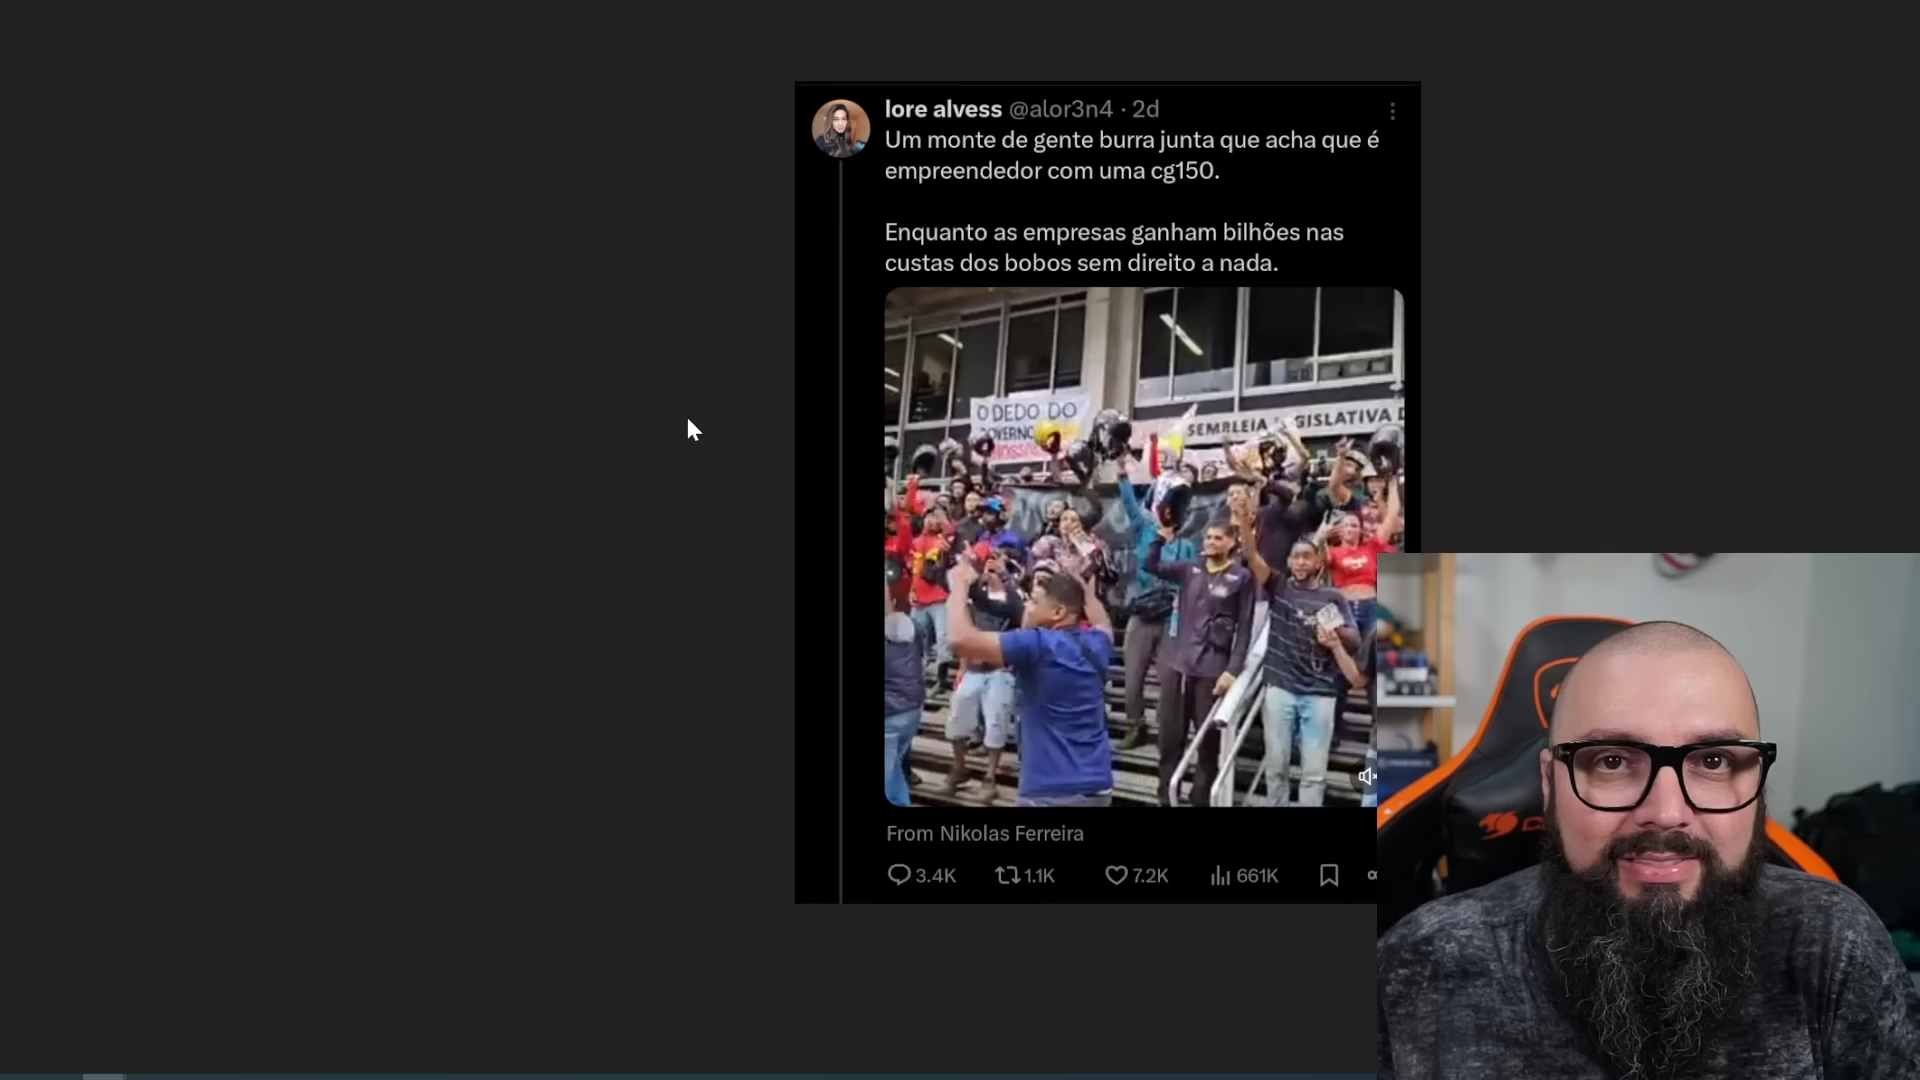 lore alvess @alor3n4 · 2d
Um monte de gente burra junta que acha que é
empreendedor com uma cg150.
Enquanto as empresas ganham bilhões nas
custas dos bobos sem direito a nada.
O DEDO DO
GOVERNO
SEMBLEIA LEGISLATIVA D
From Nikolas Ferreira
3.4K 1.1K 7.2K 661K